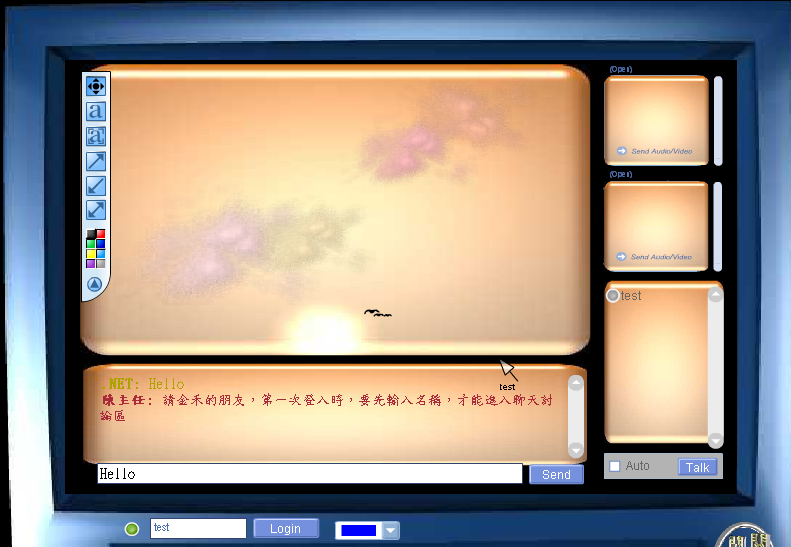 (Open)
a
a
Send Audio/Video
(Open)
Send Audio/Video
test
test
.NET: Hello
陳主任: 請金禾的朋友，第一次登入時，要先輸入名稱，才能進入聊天討
論區
Hello
Send
Auto
Talk
test
Login